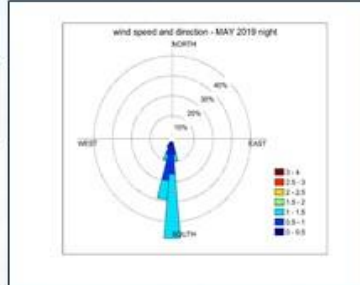 wind speed and direction - MAY 2019 night
NORTH
40%
30%
20%
10%
WEST
EAST
SOUTH
3 - 4
2.5 - 3
2 - 2.5
1.5 - 2
1 - 1.5
0.5 - 1
0 - 0.5